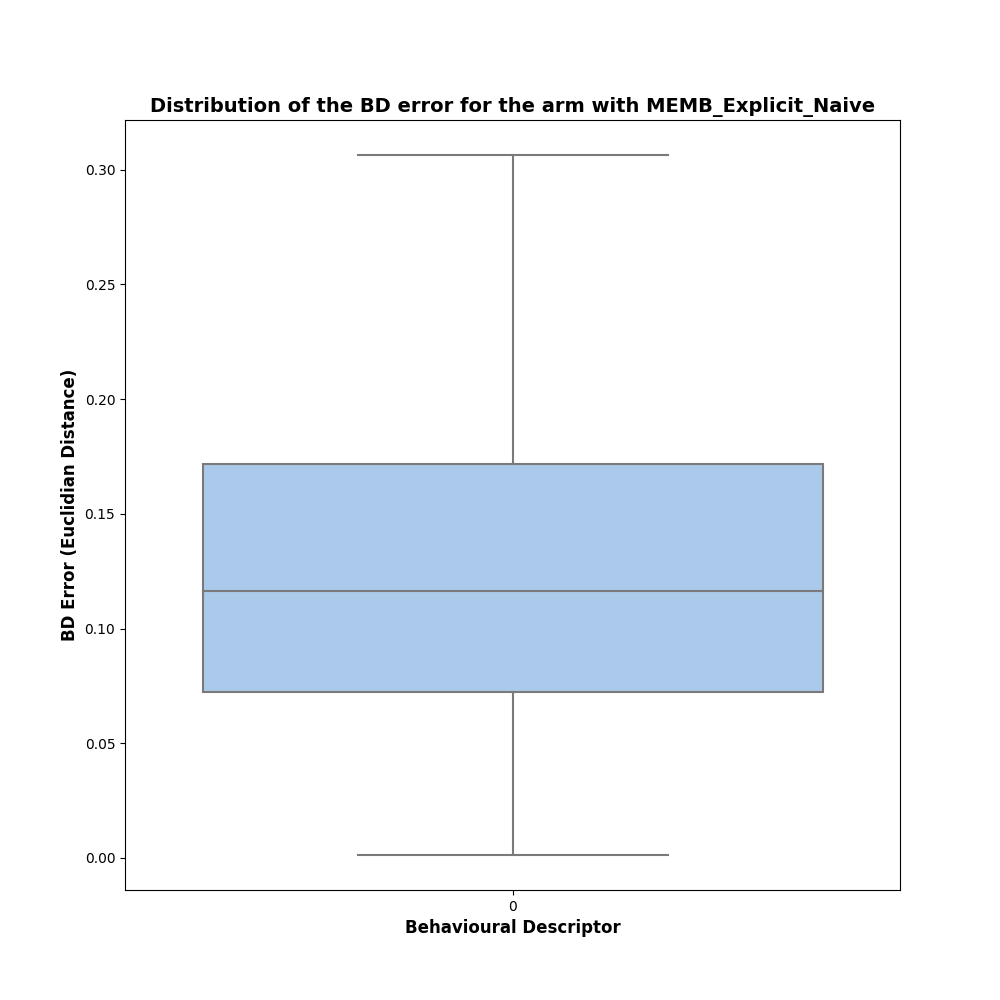 Distribution of the BD error for the arm with MEMB_Explicit_Naive
0.30
0.25
0.20
0.15
0.10
0.05
0.00
BD Error (Euclidian Distance)
0
Behavioural Descriptor